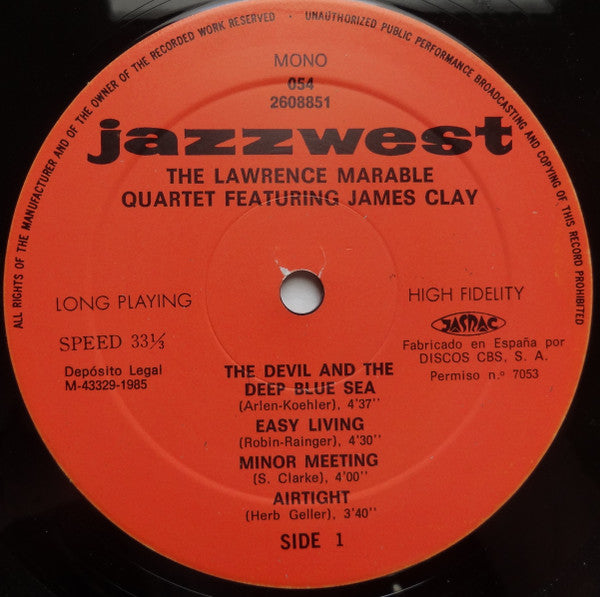 ALL RIGHTS OF THE MANUFACTURER AND OF THE OWNER OF THE RECORDED WORK RESERVED • UNAUTHORIZED PUBLIC PERFORMANCE BROADCASTING AND COPYING OF THIS RECORD PROHIBITED
MONO
054
2608851
jazzwest
THE LAWRENCE MARABLE
QUARTET FEATURING JAMES CLAY
LONG PLAYING
HIGH FIDELITY
SPEED 33⅓
JASMAC
Fabricado en España por
DISCOS CBS, S. A.
Permiso n.º 7053
Depósito Legal
M-43329-1985
THE DEVIL AND THE
DEEP BLUE SEA
(Arlen-Koehler), 4'37''
EASY LIVING
(Robin-Rainger), 4'30''
MINOR MEETING
(S. Clarke), 4'00''
AIRTIGHT
(Herb Geller), 3'40''
SIDE 1